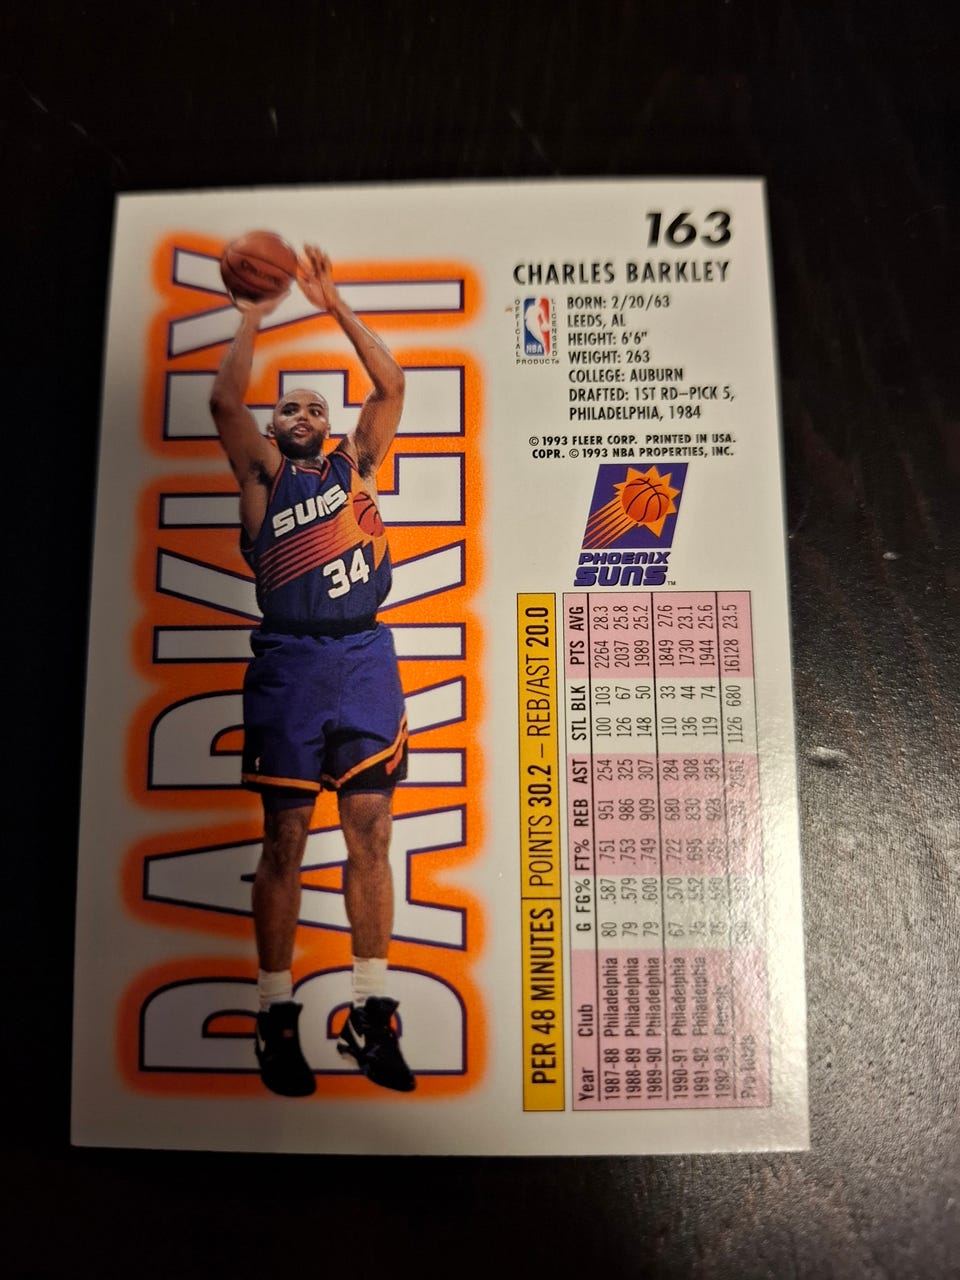 163
CHARLES BARKLEY
OFFICIAL LICENSED
NBA
PRODUCT
BORN: 2/20/63
LEEDS, AL
HEIGHT: 6'6"
WEIGHT: 263
COLLEGE: AUBURN
DRAFTED: 1ST RD–PICK 5,
PHILADELPHIA, 1984
© 1993 FLEER CORP. PRINTED IN USA.
COPR. © 1993 NBA PROPERTIES, INC.
PHOENIX
SUNS™
BARKLEY
SPALDING
SUNS
34
PER 48 MINUTES POINTS 30.2 – REB/AST 20.0
Year Club G FG% FT% REB AST STL BLK PTS AVG
1987-88 Philadelphia 80 .587 .751 951 254 100 103 2264 28.3
1988-89 Philadelphia 79 .579 .753 986 325 126 67 2037 25.8
1989-90 Philadelphia 79 .600 .749 909 307 148 50 1989 25.2
1990-91 Philadelphia 67 .570 .722 680 284 110 33 1849 27.6
1991-92 Philadelphia 75 .552 .695 830 308 136 44 1730 23.1
1992-93 Phoenix 385 119 74 1944 25.6
Pro Totals 1126 680 16128 23.5